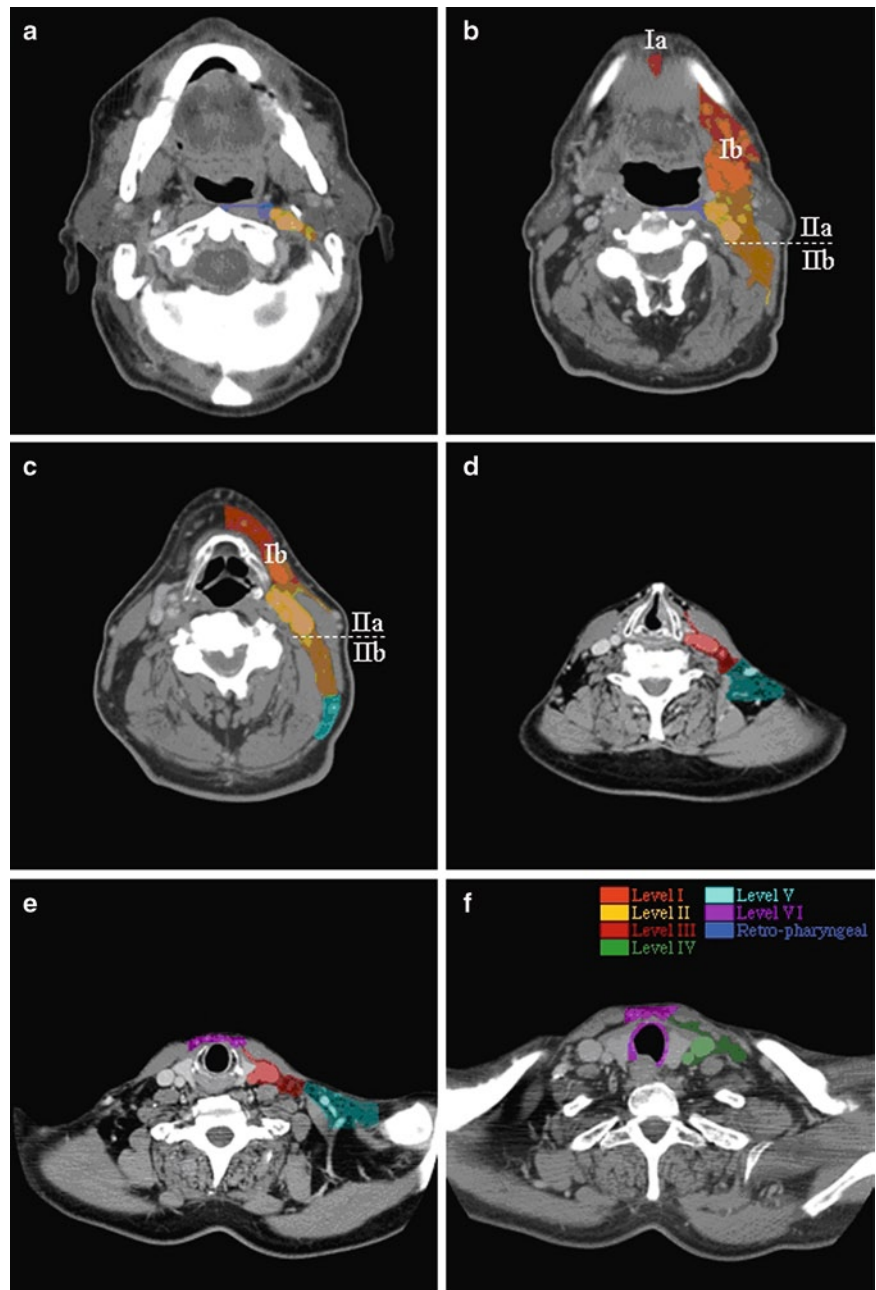 a
b
Ia
Ib
IIa
IIb
c
Ib
IIa
IIb
d
e
f
Level I
Level II
Level III
Level IV
Level V
Level VI
Retro-pharyngeal